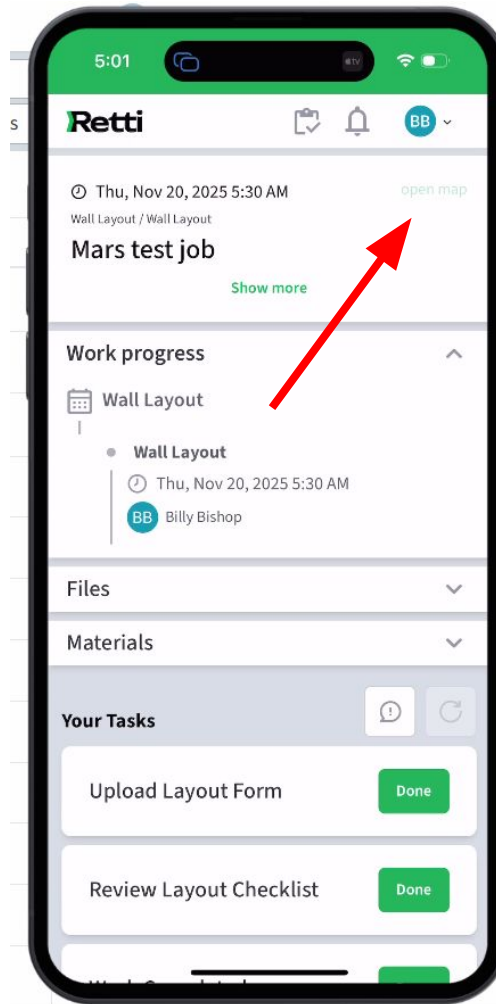 5:01
tv
s
Retti
BB
Thu, Nov 20, 2025 5:30 AM
open map
Wall Layout / Wall Layout
Mars test job
Show more
Work progress
Wall Layout
Wall Layout
Thu, Nov 20, 2025 5:30 AM
BB Billy Bishop
Files
Materials
Your Tasks
Upload Layout Form
Done
Review Layout Checklist
Done